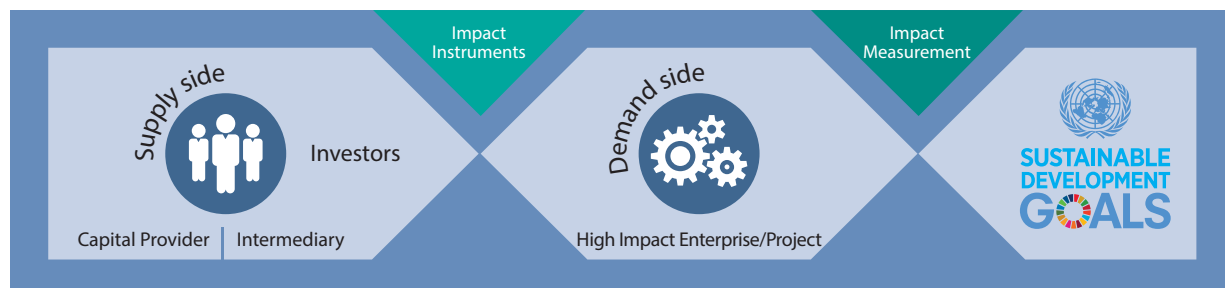 Impact
Instruments
Impact
Measurement
Supply side
Investors
Capital Provider
Intermediary
Demand side
High Impact Enterprise/Project
SUSTAINABLE
DEVELOPMENT
GOALS